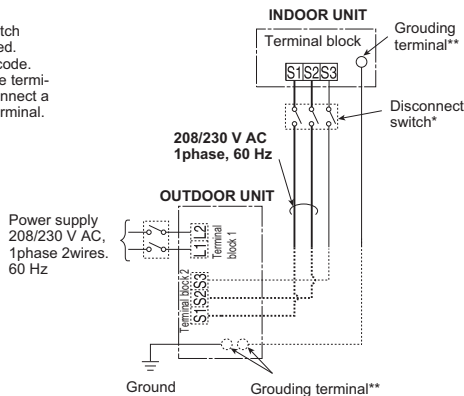 tch
ed.
code.
e termi-
nnect a
rminal.
INDOOR UNIT
Terminal block
Grouding
terminal**
S1 S2 S3
Disconnect
switch*
208/230 V AC
1phase, 60 Hz
OUTDOOR UNIT
Power supply
208/230 V AC,
1phase 2wires.
60 Hz
L1 L2
Terminal
block 1
Terminal block 2
S1 S2 S3
Ground
Grouding terminal**